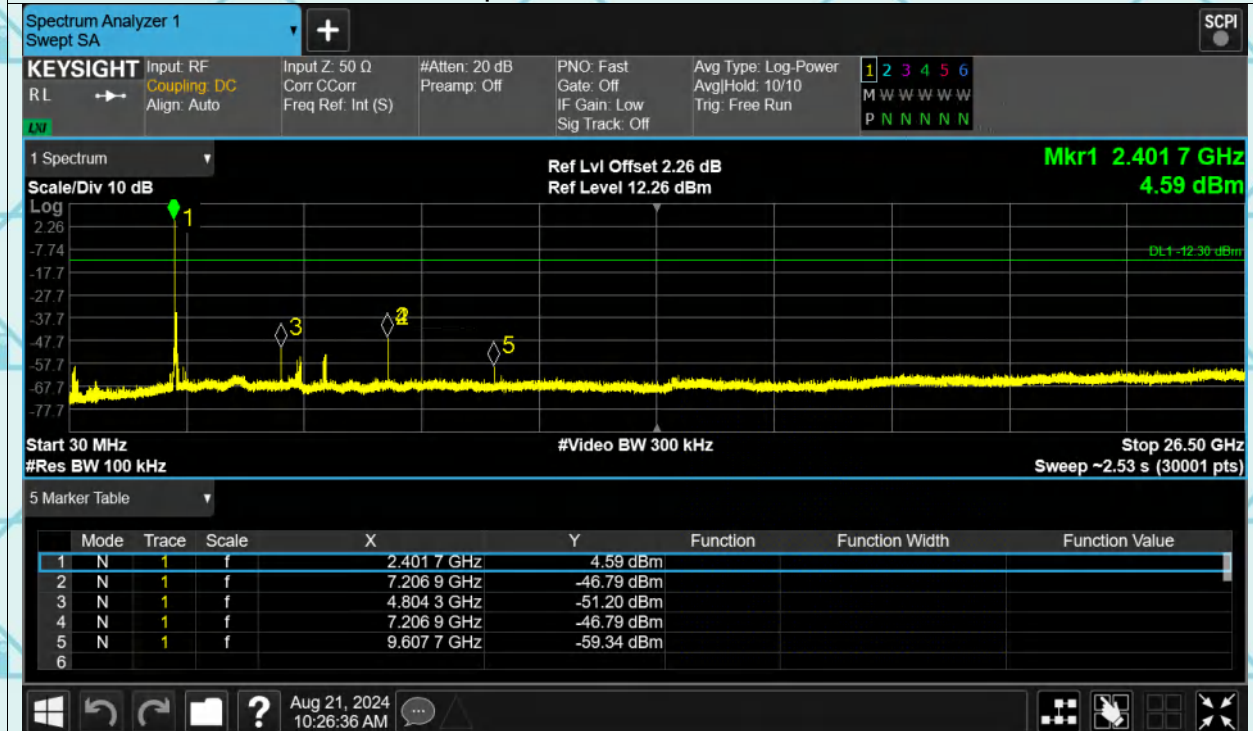 Spectrum Analyzer 1
Swept SA
+
SCPI
KEYSIGHT
RL
LXI
Input: RF
Coupling: DC
Align: Auto
Input Z: 50 Ω
Corr CCorr
Freq Ref: Int (S)
#Atten: 20 dB
Preamp: Off
PNO: Fast
Gate: Off
IF Gain: Low
Sig Track: Off
Avg Type: Log-Power
Avg|Hold: 10/10
Trig: Free Run
1 2 3 4 5 6
M W W W W W
P N N N N N
1 Spectrum
Scale/Div 10 dB
Ref Lvl Offset 2.26 dB
Ref Level 12.26 dBm
Mkr1 2.401 7 GHz
4.59 dBm
Log
2.26
-7.74
-17.7
-27.7
-37.7
-47.7
-57.7
-67.7
-77.7
1
DL1 -12.30 dBm
3
5
Start 30 MHz
#Video BW 300 kHz
Stop 26.50 GHz
#Res BW 100 kHz
Sweep ~2.53 s (30001 pts)
5 Marker Table
Mode Trace Scale X Y Function Function Width Function Value
1 N 1 f 2.401 7 GHz 4.59 dBm
2 N 1 f 7.206 9 GHz -46.79 dBm
3 N 1 f 4.804 3 GHz -51.20 dBm
4 N 1 f 7.206 9 GHz -46.79 dBm
5 N 1 f 9.607 7 GHz -59.34 dBm
6
?
Aug 21, 2024
10:26:36 AM